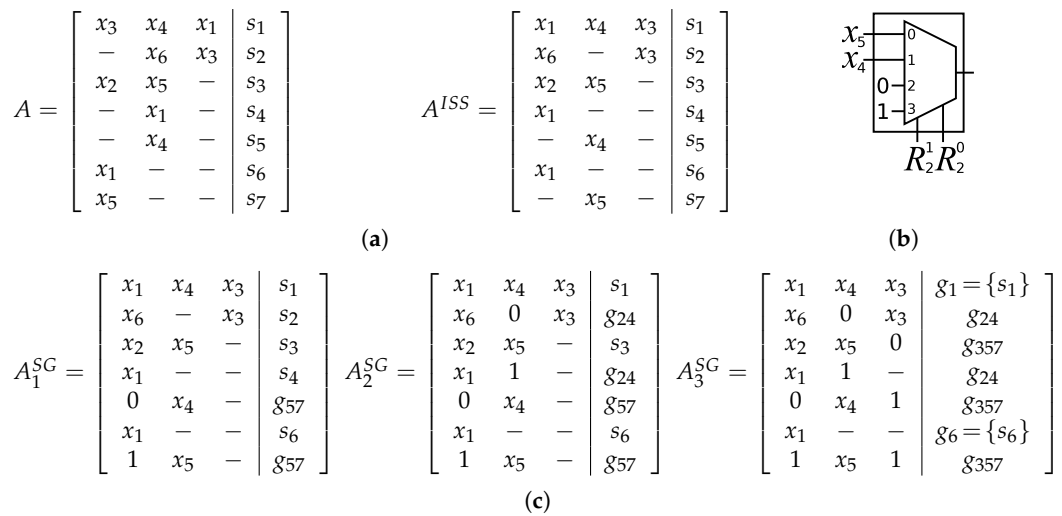 A = [ x3 x4 x1 | s1
− x6 x3 | s2
x2 x5 − | s3
− x1 − | s4
− x4 − | s5
x1 − − | s6
x5 − − | s7 ]
A^ISS = [ x1 x4 x3 | s1
x6 − x3 | s2
x2 x5 − | s3
x1 − − | s4
− x4 − | s5
x1 − − | s6
− x5 − | s7 ]
(a)
x5 0
x4 1
0 2
1 3
R_2^1 R_2^0
(b)
A_1^SG = [ x1 x4 x3 | s1
x6 − x3 | s2
x2 x5 − | s3
x1 − − | s4
0 x4 − | g57
x1 − − | s6
1 x5 − | g57 ]
A_2^SG = [ x1 x4 x3 | s1
x6 0 x3 | g24
x2 x5 − | s3
x1 1 − | g24
0 x4 − | g57
x1 − − | s6
1 x5 − | g57 ]
A_3^SG = [ x1 x4 x3 | g1={s1}
x6 0 x3 | g24
x2 x5 0 | g357
x1 1 − | g24
0 x4 1 | g357
x1 − − | g6={s6}
1 x5 1 | g357 ]
(c)